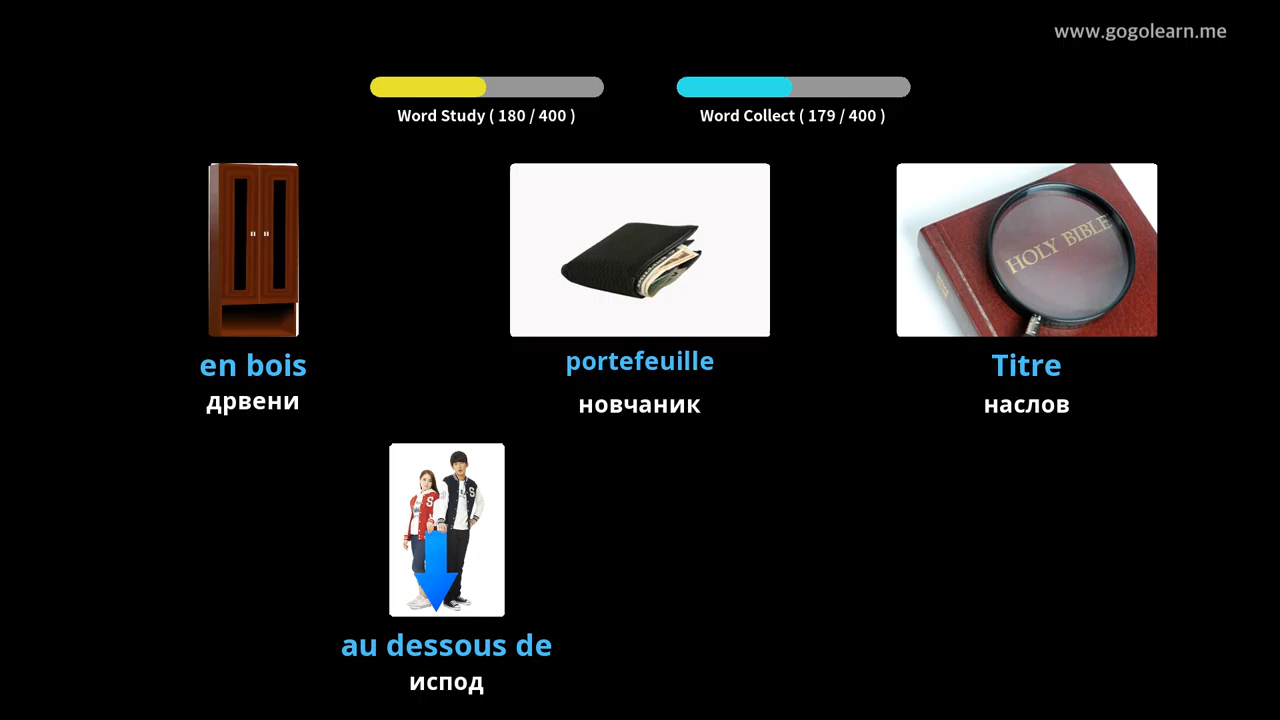 www.gogolearn.me
Word Study ( 180 / 400 )
Word Collect ( 179 / 400 )
HOLY BIBLE
en bois
дрвени
portefeuille
новчаник
Titre
наслов
S
S
au dessous de
испод